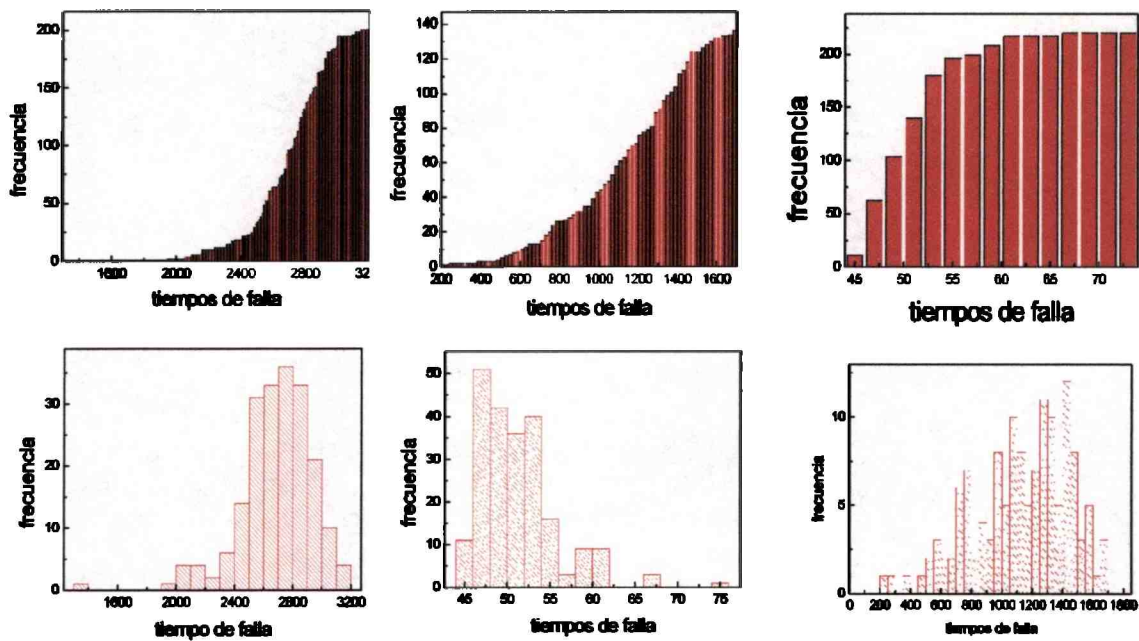 200
150
100
50
0
frecuencia
1600 2000 2400 2800 32
tiempos de falla
140
120
100
80
60
40
20
0
frecuencia
200 400 600 800 1000 1200 1400 1600
tiempos de falla
200
150
100
50
0
frecuencia
45 50 55 60 65 70
tiempos de falla
30
20
10
0
frecuencia
1600 2000 2400 2800 3200
tiempo de falla
50
40
30
20
10
0
frecuencia
45 50 55 60 65 70 75
tiempos de falla
10
5
0
frecuencia
0 200 400 600 800 1000 1200 1400 1600 1800
tiempos de falla